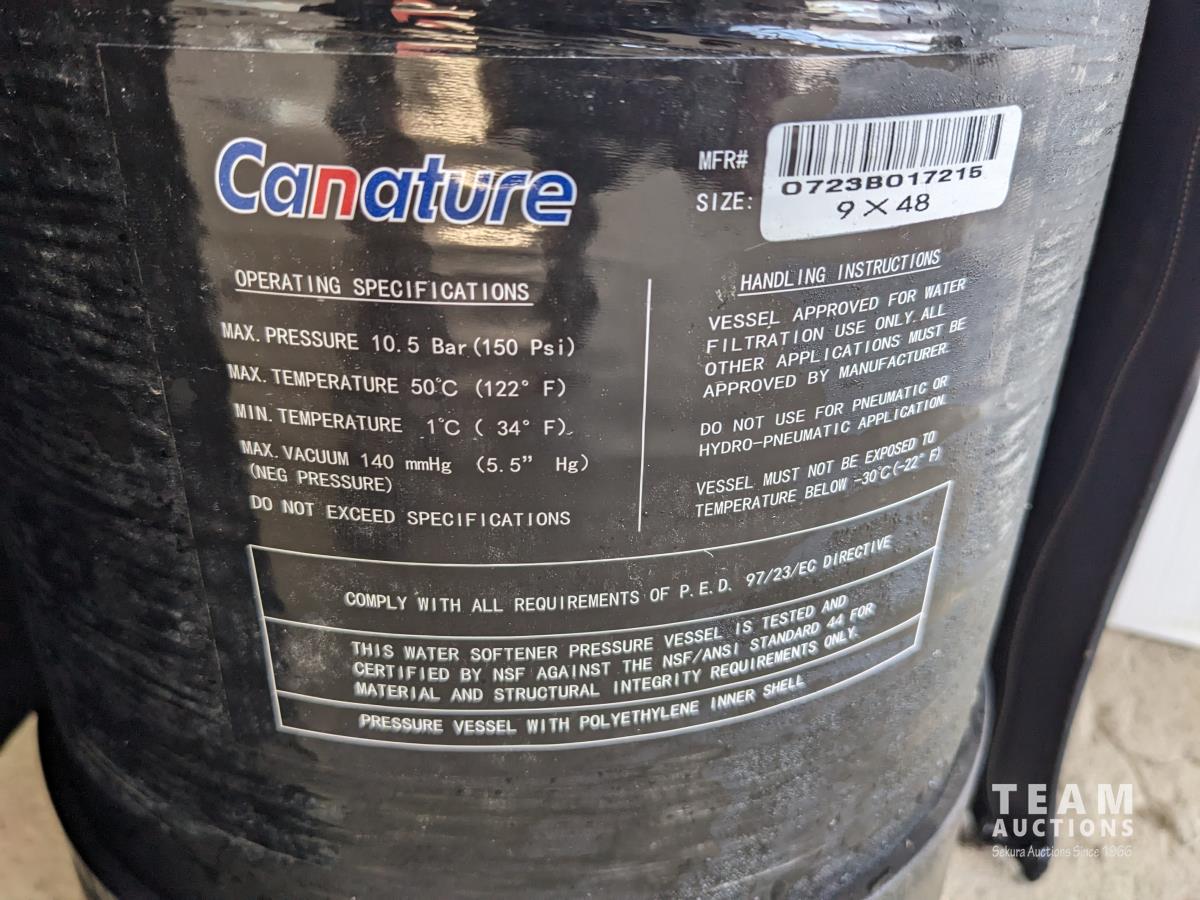 Canature
MFR#
0723B017215
SIZE:
9 X 48
OPERATING SPECIFICATIONS
MAX. PRESSURE 10.5 Bar (150 Psi)
MAX. TEMPERATURE 50°C (122° F)
MIN. TEMPERATURE 1°C ( 34° F).
MAX. VACUUM 140 mmHg (5.5” Hg)
(NEG PRESSURE)
DO NOT EXCEED SPECIFICATIONS
HANDLING INSTRUCTIONS
VESSEL APPROVED FOR WATER
FILTRATION USE ONLY. ALL
OTHER APPLICATIONS MUST BE
APPROVED BY MANUFACTURER.
DO NOT USE FOR PNEUMATIC OR
HYDRO-PNEUMATIC APPLICATION.
VESSEL MUST NOT BE EXPOSED TO
TEMPERATURE BELOW -30°C(-22° F)
COMPLY WITH ALL REQUIREMENTS OF P.E.D. 97/23/EC DIRECTIVE
THIS WATER SOFTENER PRESSURE VESSEL IS TESTED AND
CERTIFIED BY NSF AGAINST THE NSF/ANSI STANDARD 44 FOR
MATERIAL AND STRUCTURAL INTEGRITY REQUIREMENTS ONLY.
PRESSURE VESSEL WITH POLYETHYLENE INNER SHELL
TEAM
AUCTIONS
Sekura Auctions Since 1966